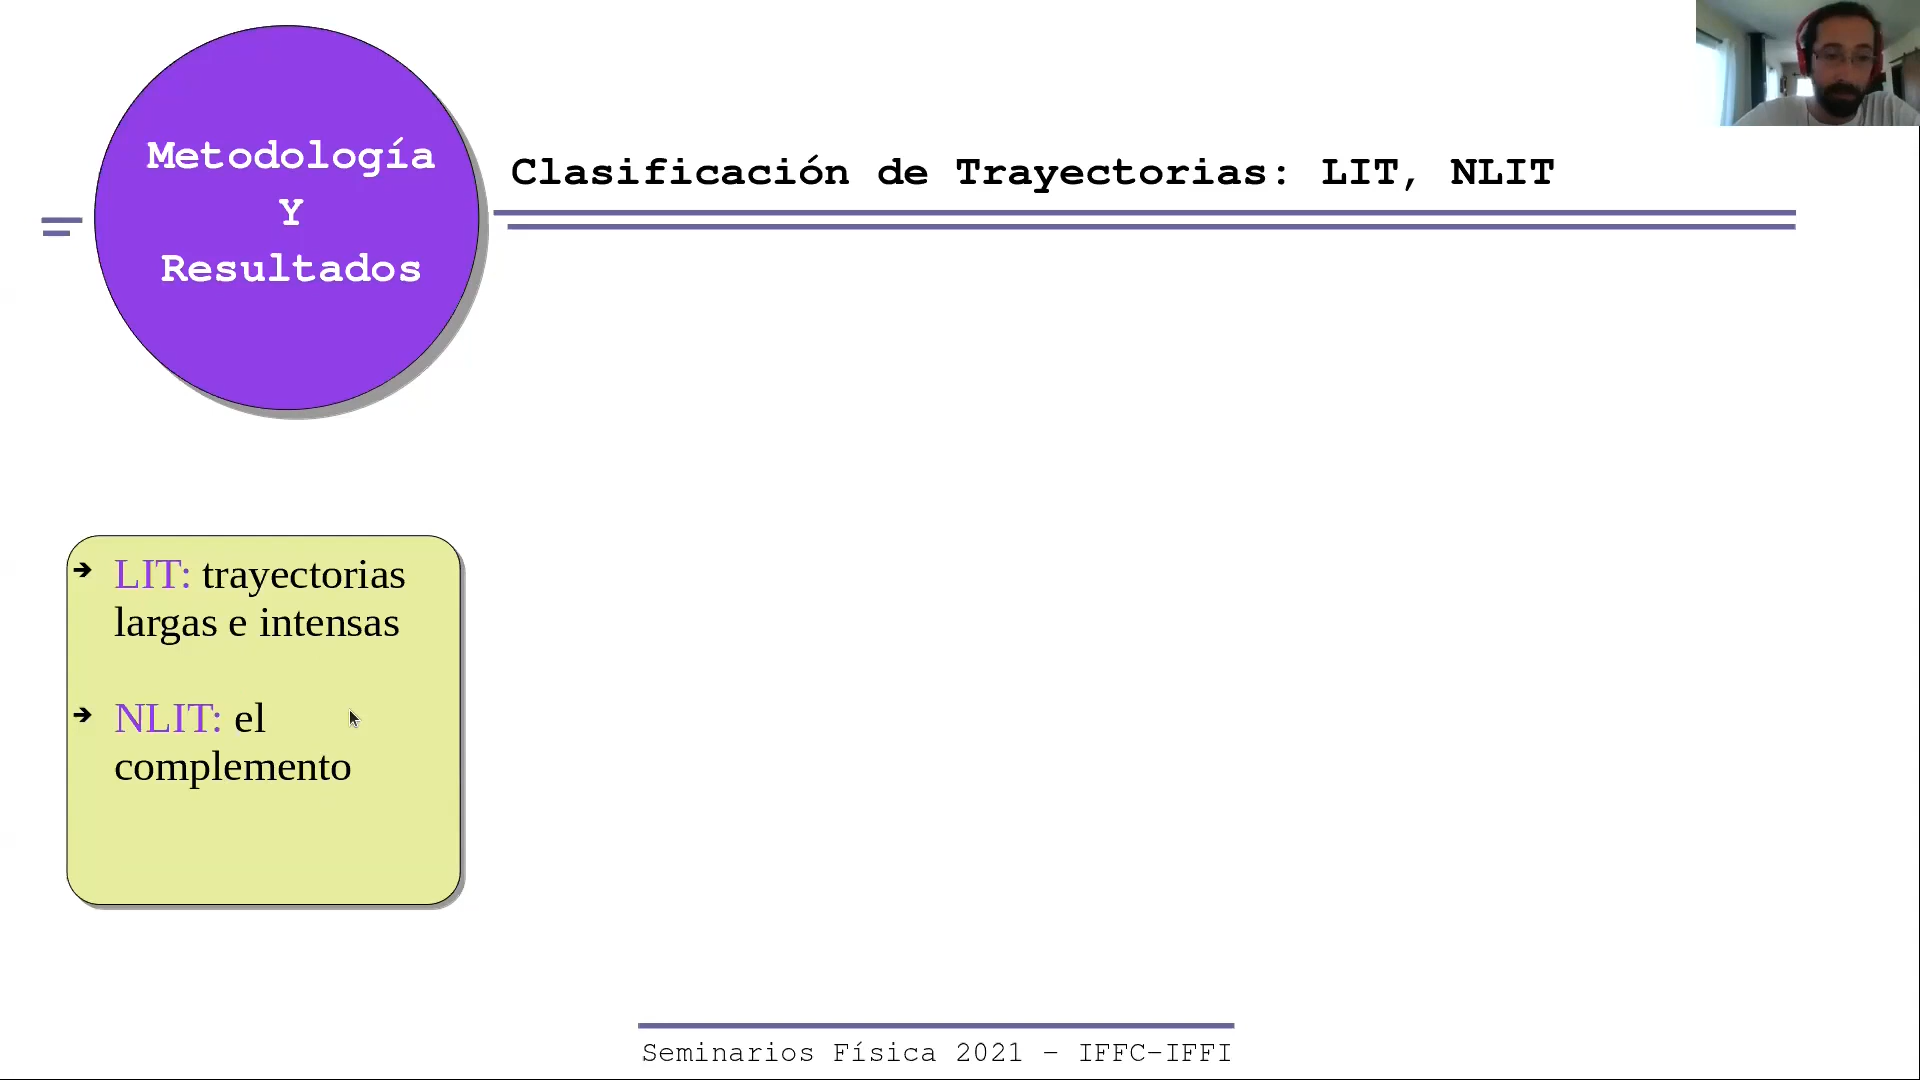 Metodología
Y
Resultados
Clasificación de Trayectorias: LIT, NLIT
➔ LIT: trayectorias
largas e intensas
➔ NLIT: el
complemento
Seminarios Física 2021 – IFFC–IFFI